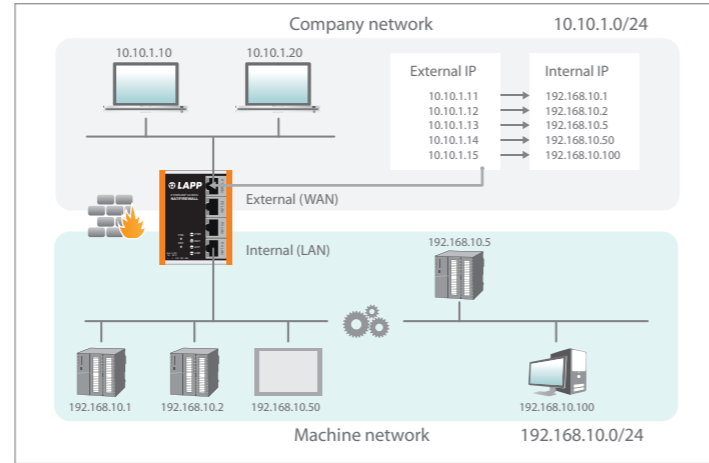 Company network 10.10.1.0/24
10.10.1.10 10.10.1.20
External IP Internal IP
10.10.1.11 192.168.10.1
10.10.1.12 192.168.10.2
10.10.1.13 192.168.10.5
10.10.1.14 192.168.10.50
10.10.1.15 192.168.10.100
LAPP
External (WAN)
Internal (LAN)
192.168.10.5
192.168.10.1 192.168.10.2 192.168.10.50 192.168.10.100
Machine network 192.168.10.0/24